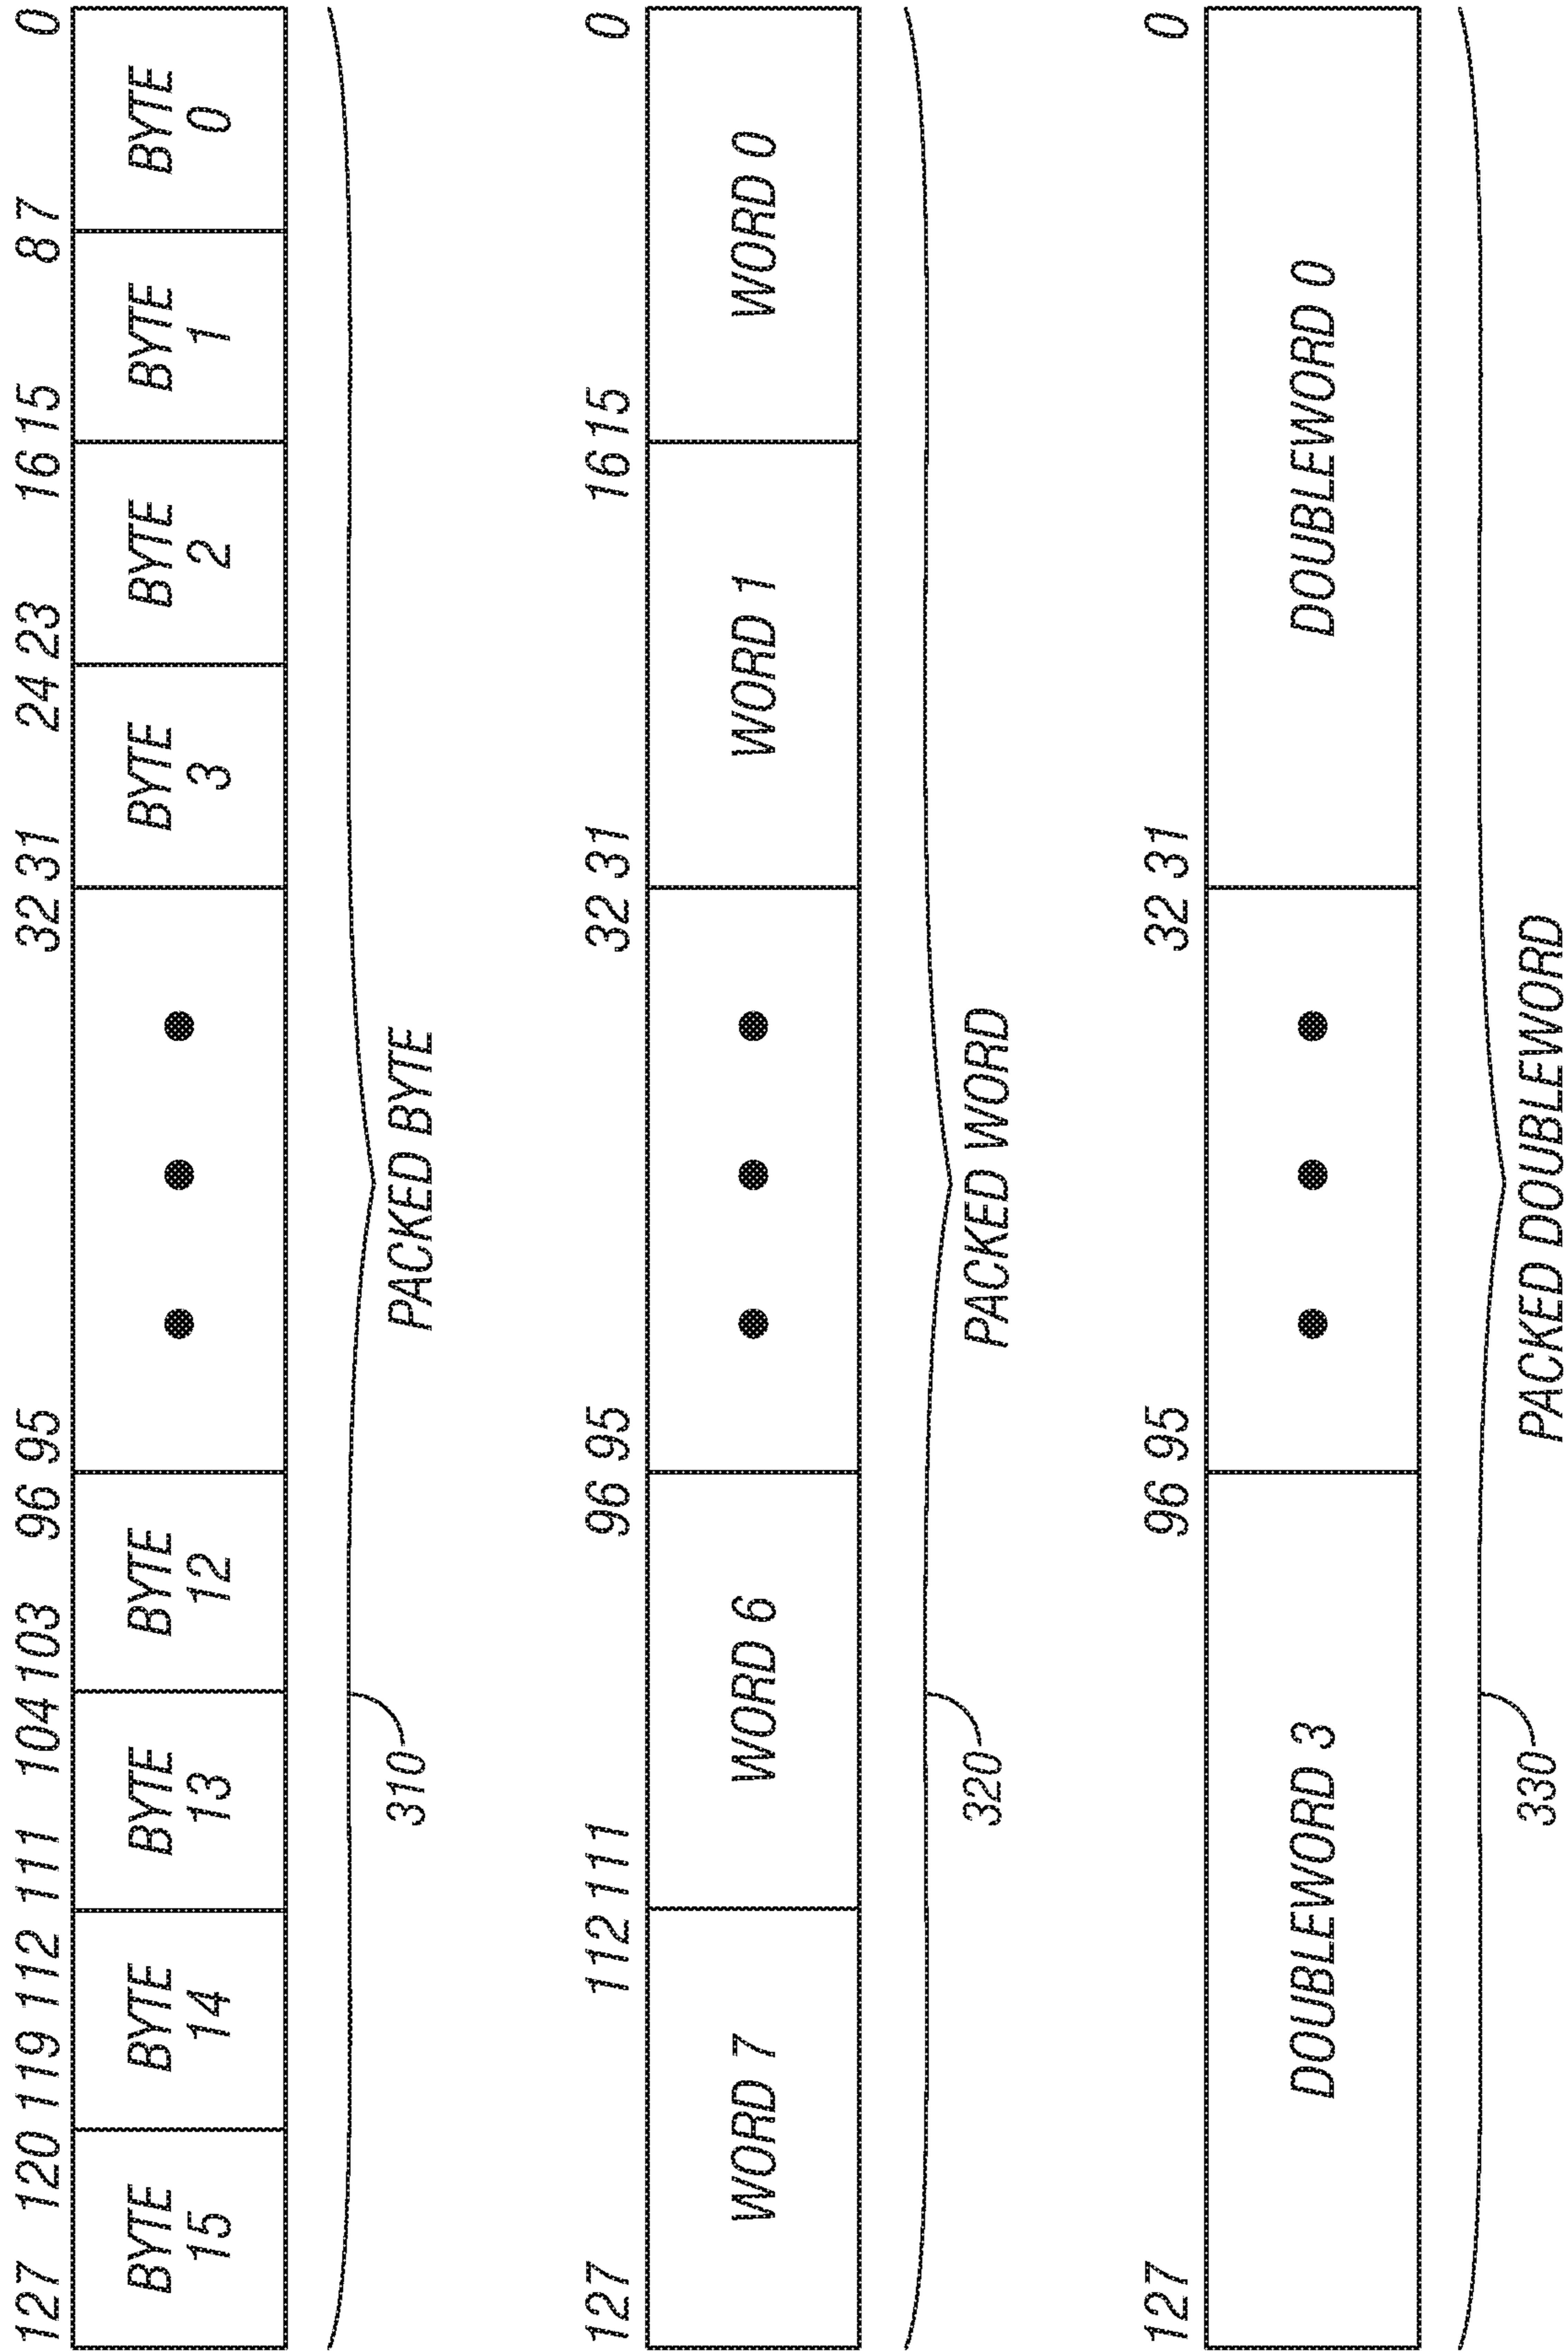 127 120 119 112 111 104 103 96 95 32 31 24 23 16 15 8 7 0
BYTE 15 BYTE 14 BYTE 13 BYTE 12 BYTE 3 BYTE 2 BYTE 1 BYTE 0
310
PACKED BYTE
127 112 111 96 95 32 31 16 15 0
WORD 7 WORD 6 WORD 1 WORD 0
320
PACKED WORD
127 96 95 32 31 0
DOUBLEWORD 3 DOUBLEWORD 0
330
PACKED DOUBLEWORD